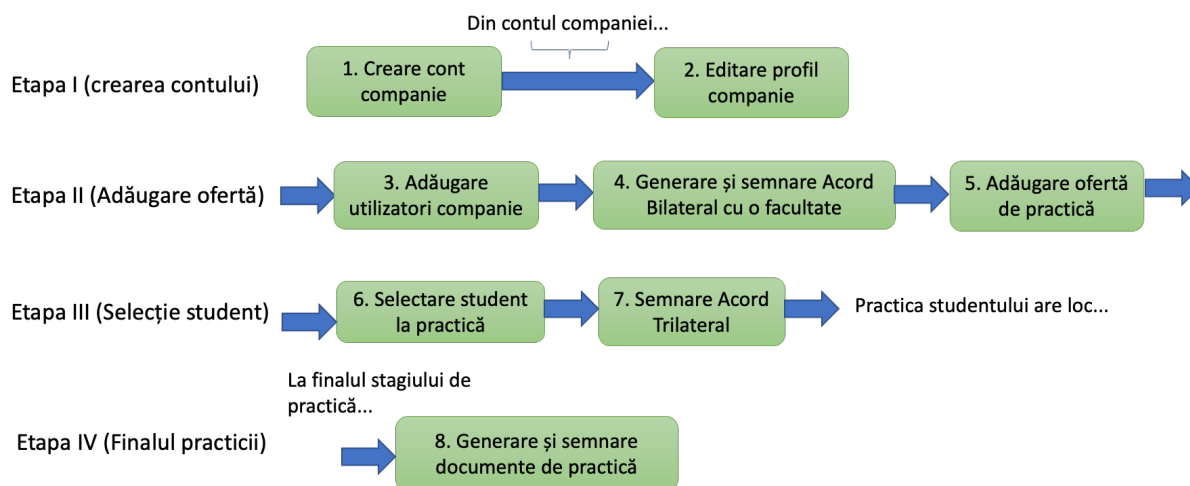 Din contul companiei...
Etapa I (crearea contului)
1. Creare cont
companie
2. Editare profil
companie
Etapa II (Adăugare ofertă)
3. Adăugare
utilizatori companie
4. Generare și semnare Acord
Bilateral cu o facultate
5. Adăugare ofertă
de practică
Etapa III (Selecție student)
6. Selectare student
la practică
7. Semnare Acord
Trilateral
Practica studentului are loc...
La finalul stagiului de
practică...
Etapa IV (Finalul practicii)
8. Generare și semnare
documente de practică